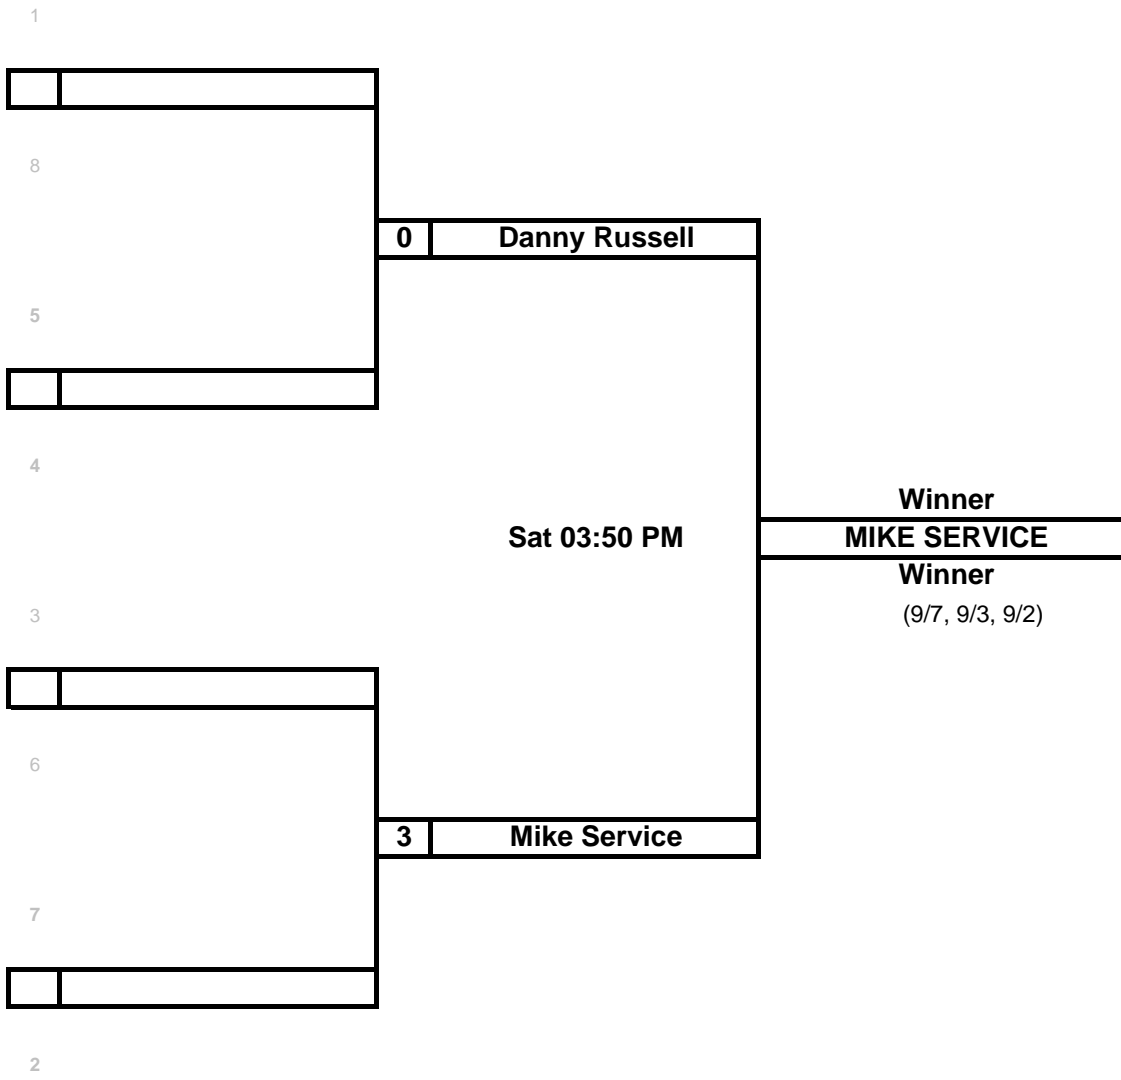 1
8
0 Danny Russell
5
4
Winner
Sat 03:50 PM
MIKE SERVICE
Winner
3
(9/7, 9/3, 9/2)
6
3 Mike Service
7
2